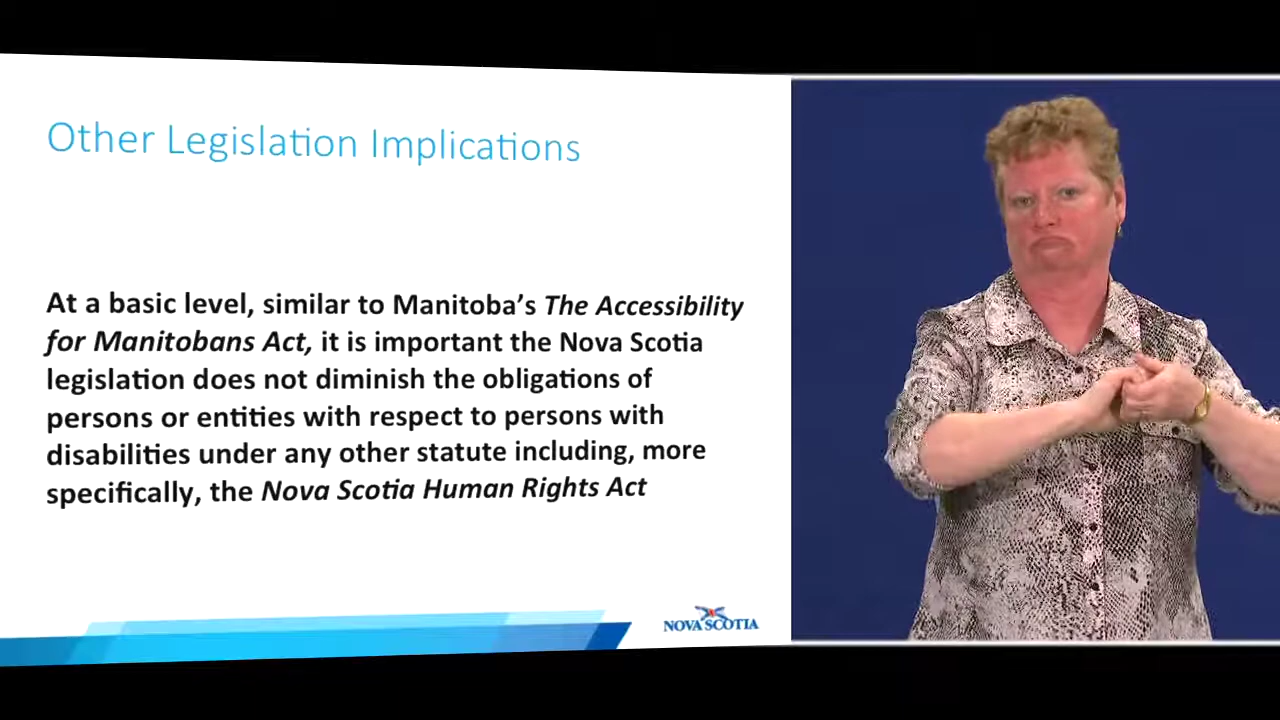 Other Legislation Implications
At a basic level, similar to Manitoba’s The Accessibility
for Manitobans Act, it is important the Nova Scotia
legislation does not diminish the obligations of
persons or entities with respect to persons with
disabilities under any other statute including, more
specifically, the Nova Scotia Human Rights Act
NOVA SCOTIA